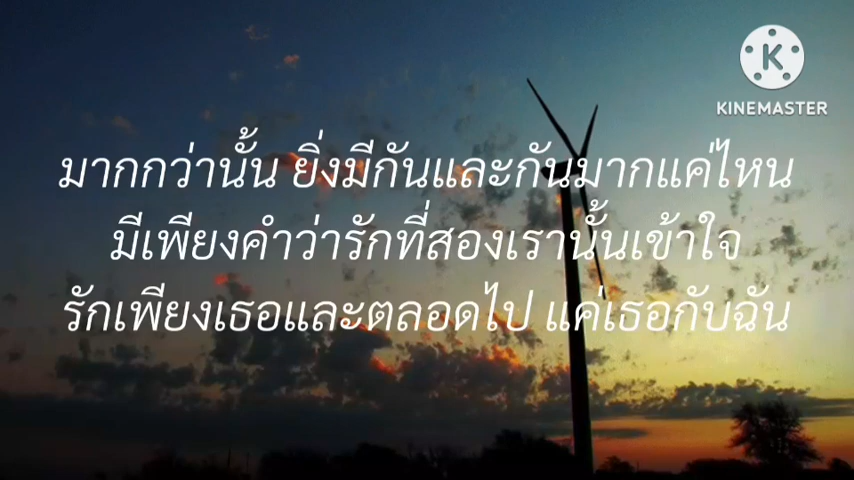 KINEMASTER
มากกว่านั้น ยิ่งมีกันและกันมากแค่ไหน
มีเพียงคำว่ารักที่สองเรานั้นเข้าใจ
รักเพียงเธอและตลอดไป แค่เธอกับฉัน